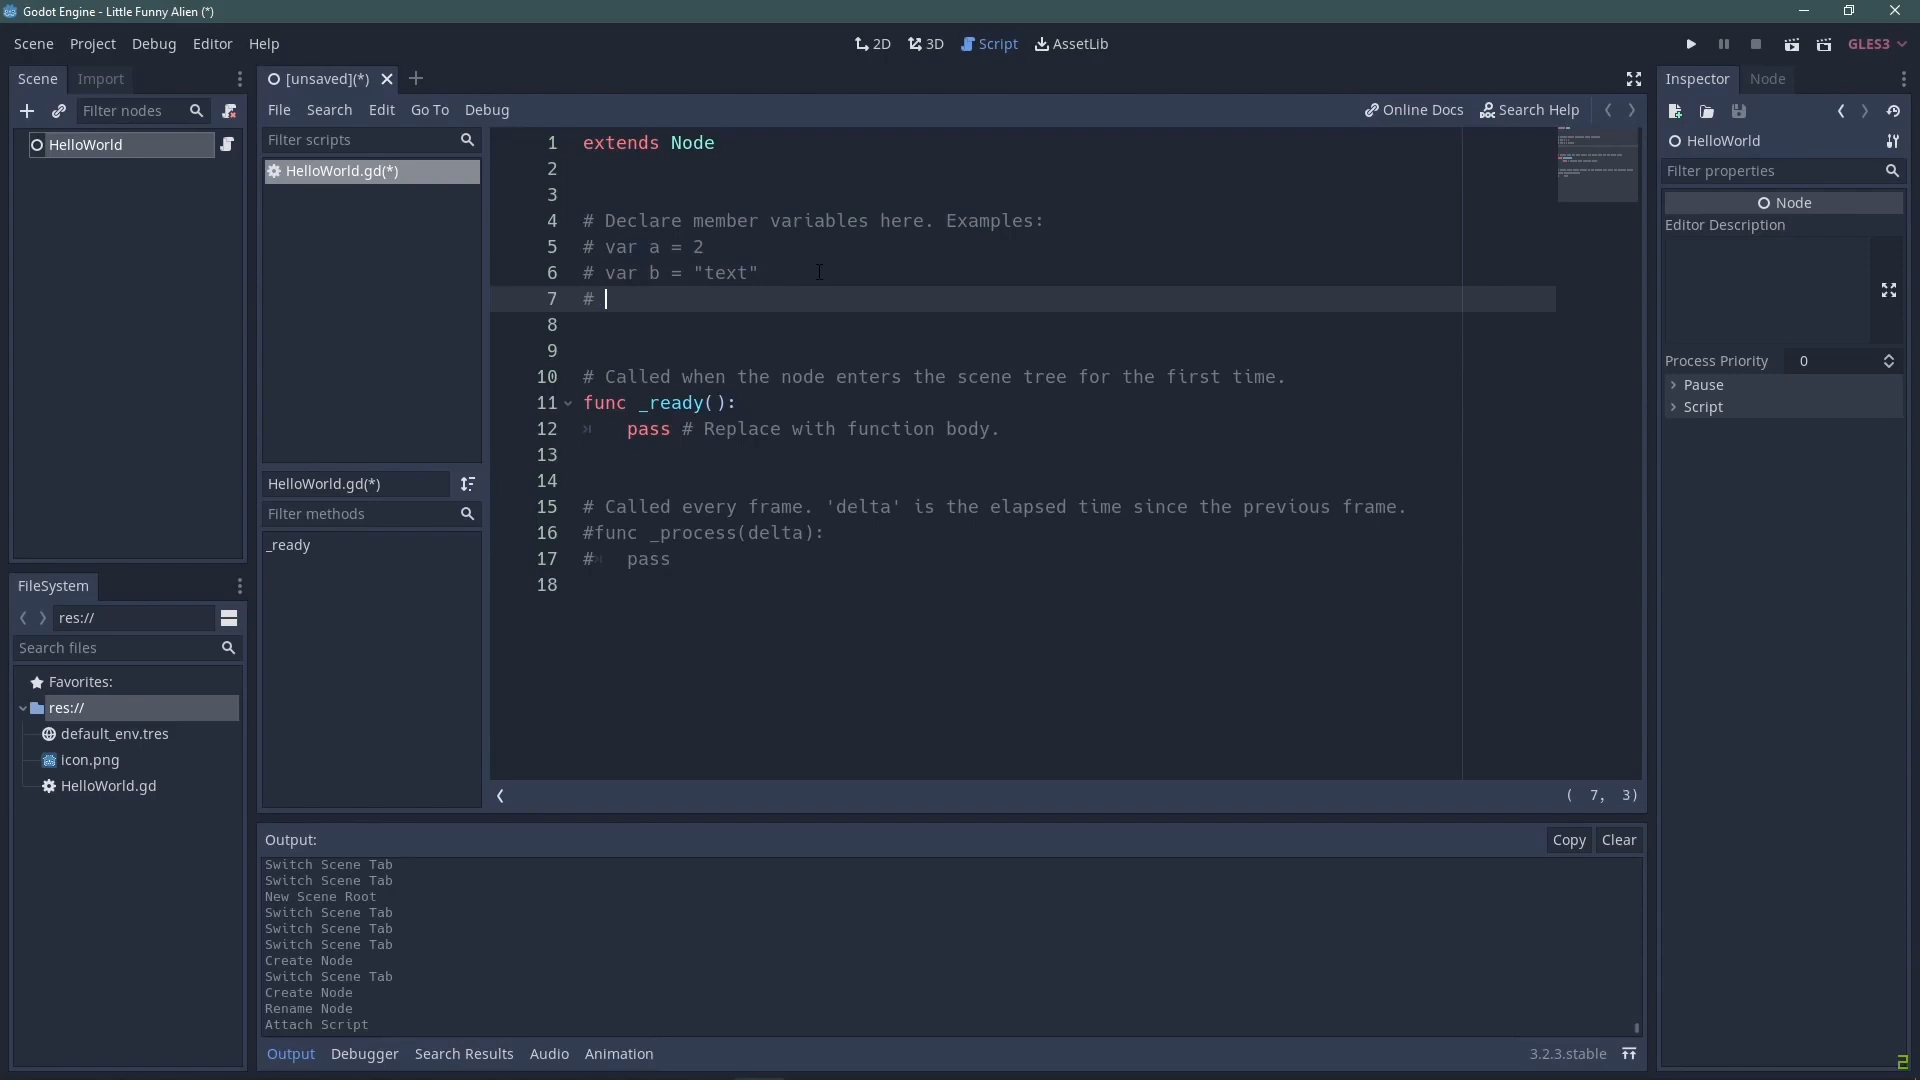 Godot Engine - Little Funny Alien (*)
Scene Project Debug Editor Help
2D 3D Script AssetLib
GLES3
Scene Import
Filter nodes
HelloWorld
[unsaved](*)
File Search Edit Go To Debug
Online Docs Search Help
Filter scripts
HelloWorld.gd(*)
HelloWorld.gd(*)
Filter methods
_ready
1 extends Node
2
3
4 # Declare member variables here. Examples:
5 # var a = 2
6 # var b = "text"
7 #
8
9
10 # Called when the node enters the scene tree for the first time.
11 func _ready():
12 pass # Replace with function body.
13
14
15 # Called every frame. 'delta' is the elapsed time since the previous frame.
16 #func _process(delta):
17 # pass
18
( 7, 3)
Inspector Node
HelloWorld
Filter properties
Node
Editor Description
Process Priority 0
Pause
Script
FileSystem
res://
Search files
Favorites:
res://
default_env.tres
icon.png
HelloWorld.gd
Output:
Copy Clear
Switch Scene Tab
Switch Scene Tab
New Scene Root
Switch Scene Tab
Switch Scene Tab
Switch Scene Tab
Create Node
Switch Scene Tab
Create Node
Rename Node
Attach Script
Output Debugger Search Results Audio Animation
3.2.3.stable
2